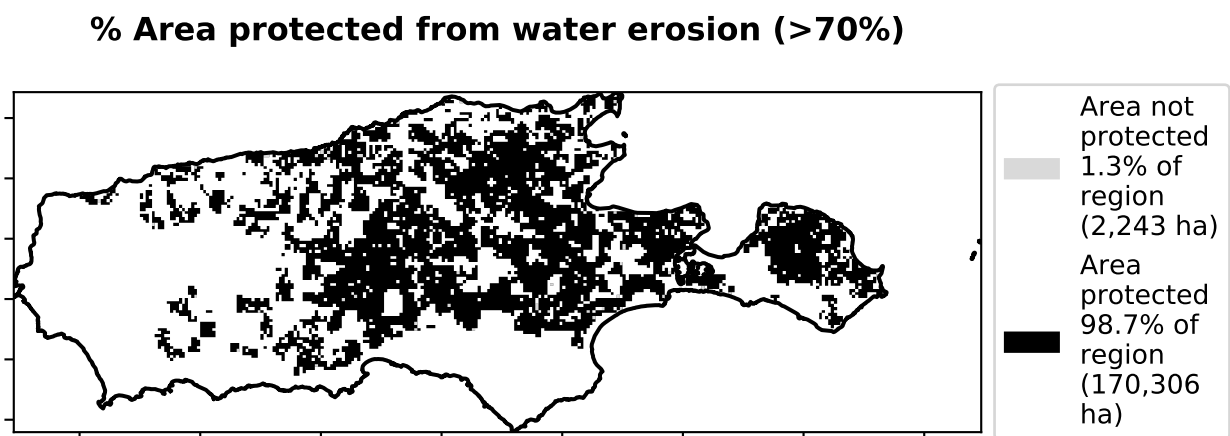 % Area protected from water erosion (>70%)
Area not
protected
1.3% of
region
(2,243 ha)
Area
protected
98.7% of
region
(170,306
ha)